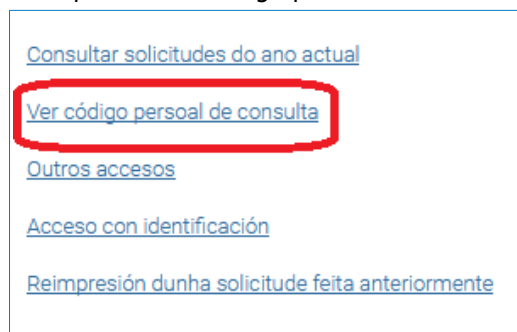 Consultar solicitudes do ano actual
Ver código persoal de consulta
Outros accesos
Acceso con identificación
Reimpresión dunha solicitude feita anteriormente